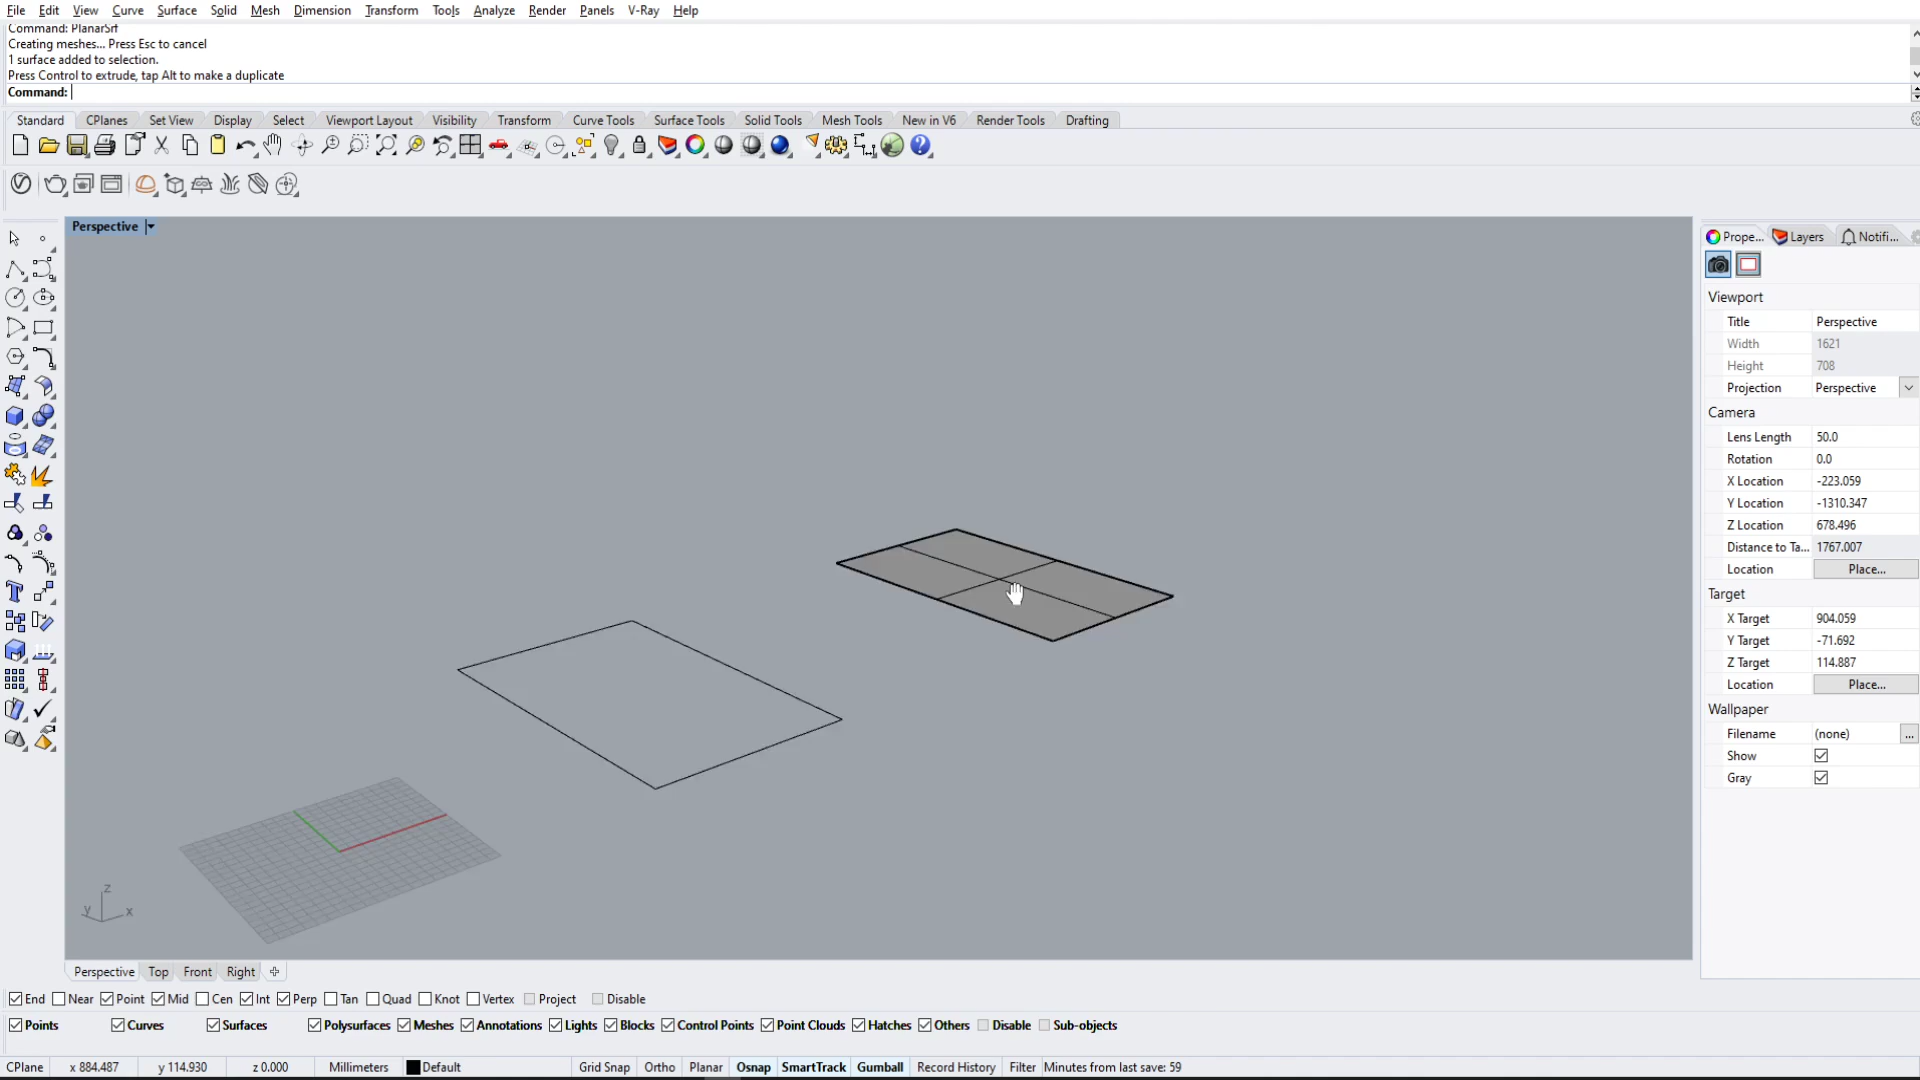 File Edit View Curve Surface Solid Mesh Dimension Transform Tools Analyze Render Panels V-Ray Help
Command: PlanarSrf
Creating meshes... Press Esc to cancel
1 surface added to selection.
Press Control to extrude, tap Alt to make a duplicate
Command:
Standard CPlanes Set View Display Select Viewport Layout Visibility Transform Curve Tools Surface Tools Solid Tools Mesh Tools New in V6 Render Tools Drafting
Perspective
Prope... Layers Notifi...
Viewport
Title Perspective
Width 1621
Height 708
Projection Perspective
Camera
Lens Length 50.0
Rotation 0.0
X Location -223.059
Y Location -1310.347
Z Location 678.496
Distance to Ta... 1767.007
Location Place...
Target
X Target 904.059
Y Target -71.692
Z Target 114.887
Location Place...
Wallpaper
Filename (none) ...
Show
Gray
z
y x
Perspective Top Front Right
End Near Point Mid Cen Int Perp Tan Quad Knot Vertex Project Disable
Points Curves Surfaces Polysurfaces Meshes Annotations Lights Blocks Control Points Point Clouds Hatches Others Disable Sub-objects
CPlane x 884.487 y 114.930 z 0.000 Millimeters Default Grid Snap Ortho Planar Osnap SmartTrack Gumball Record History Filter Minutes from last save: 59